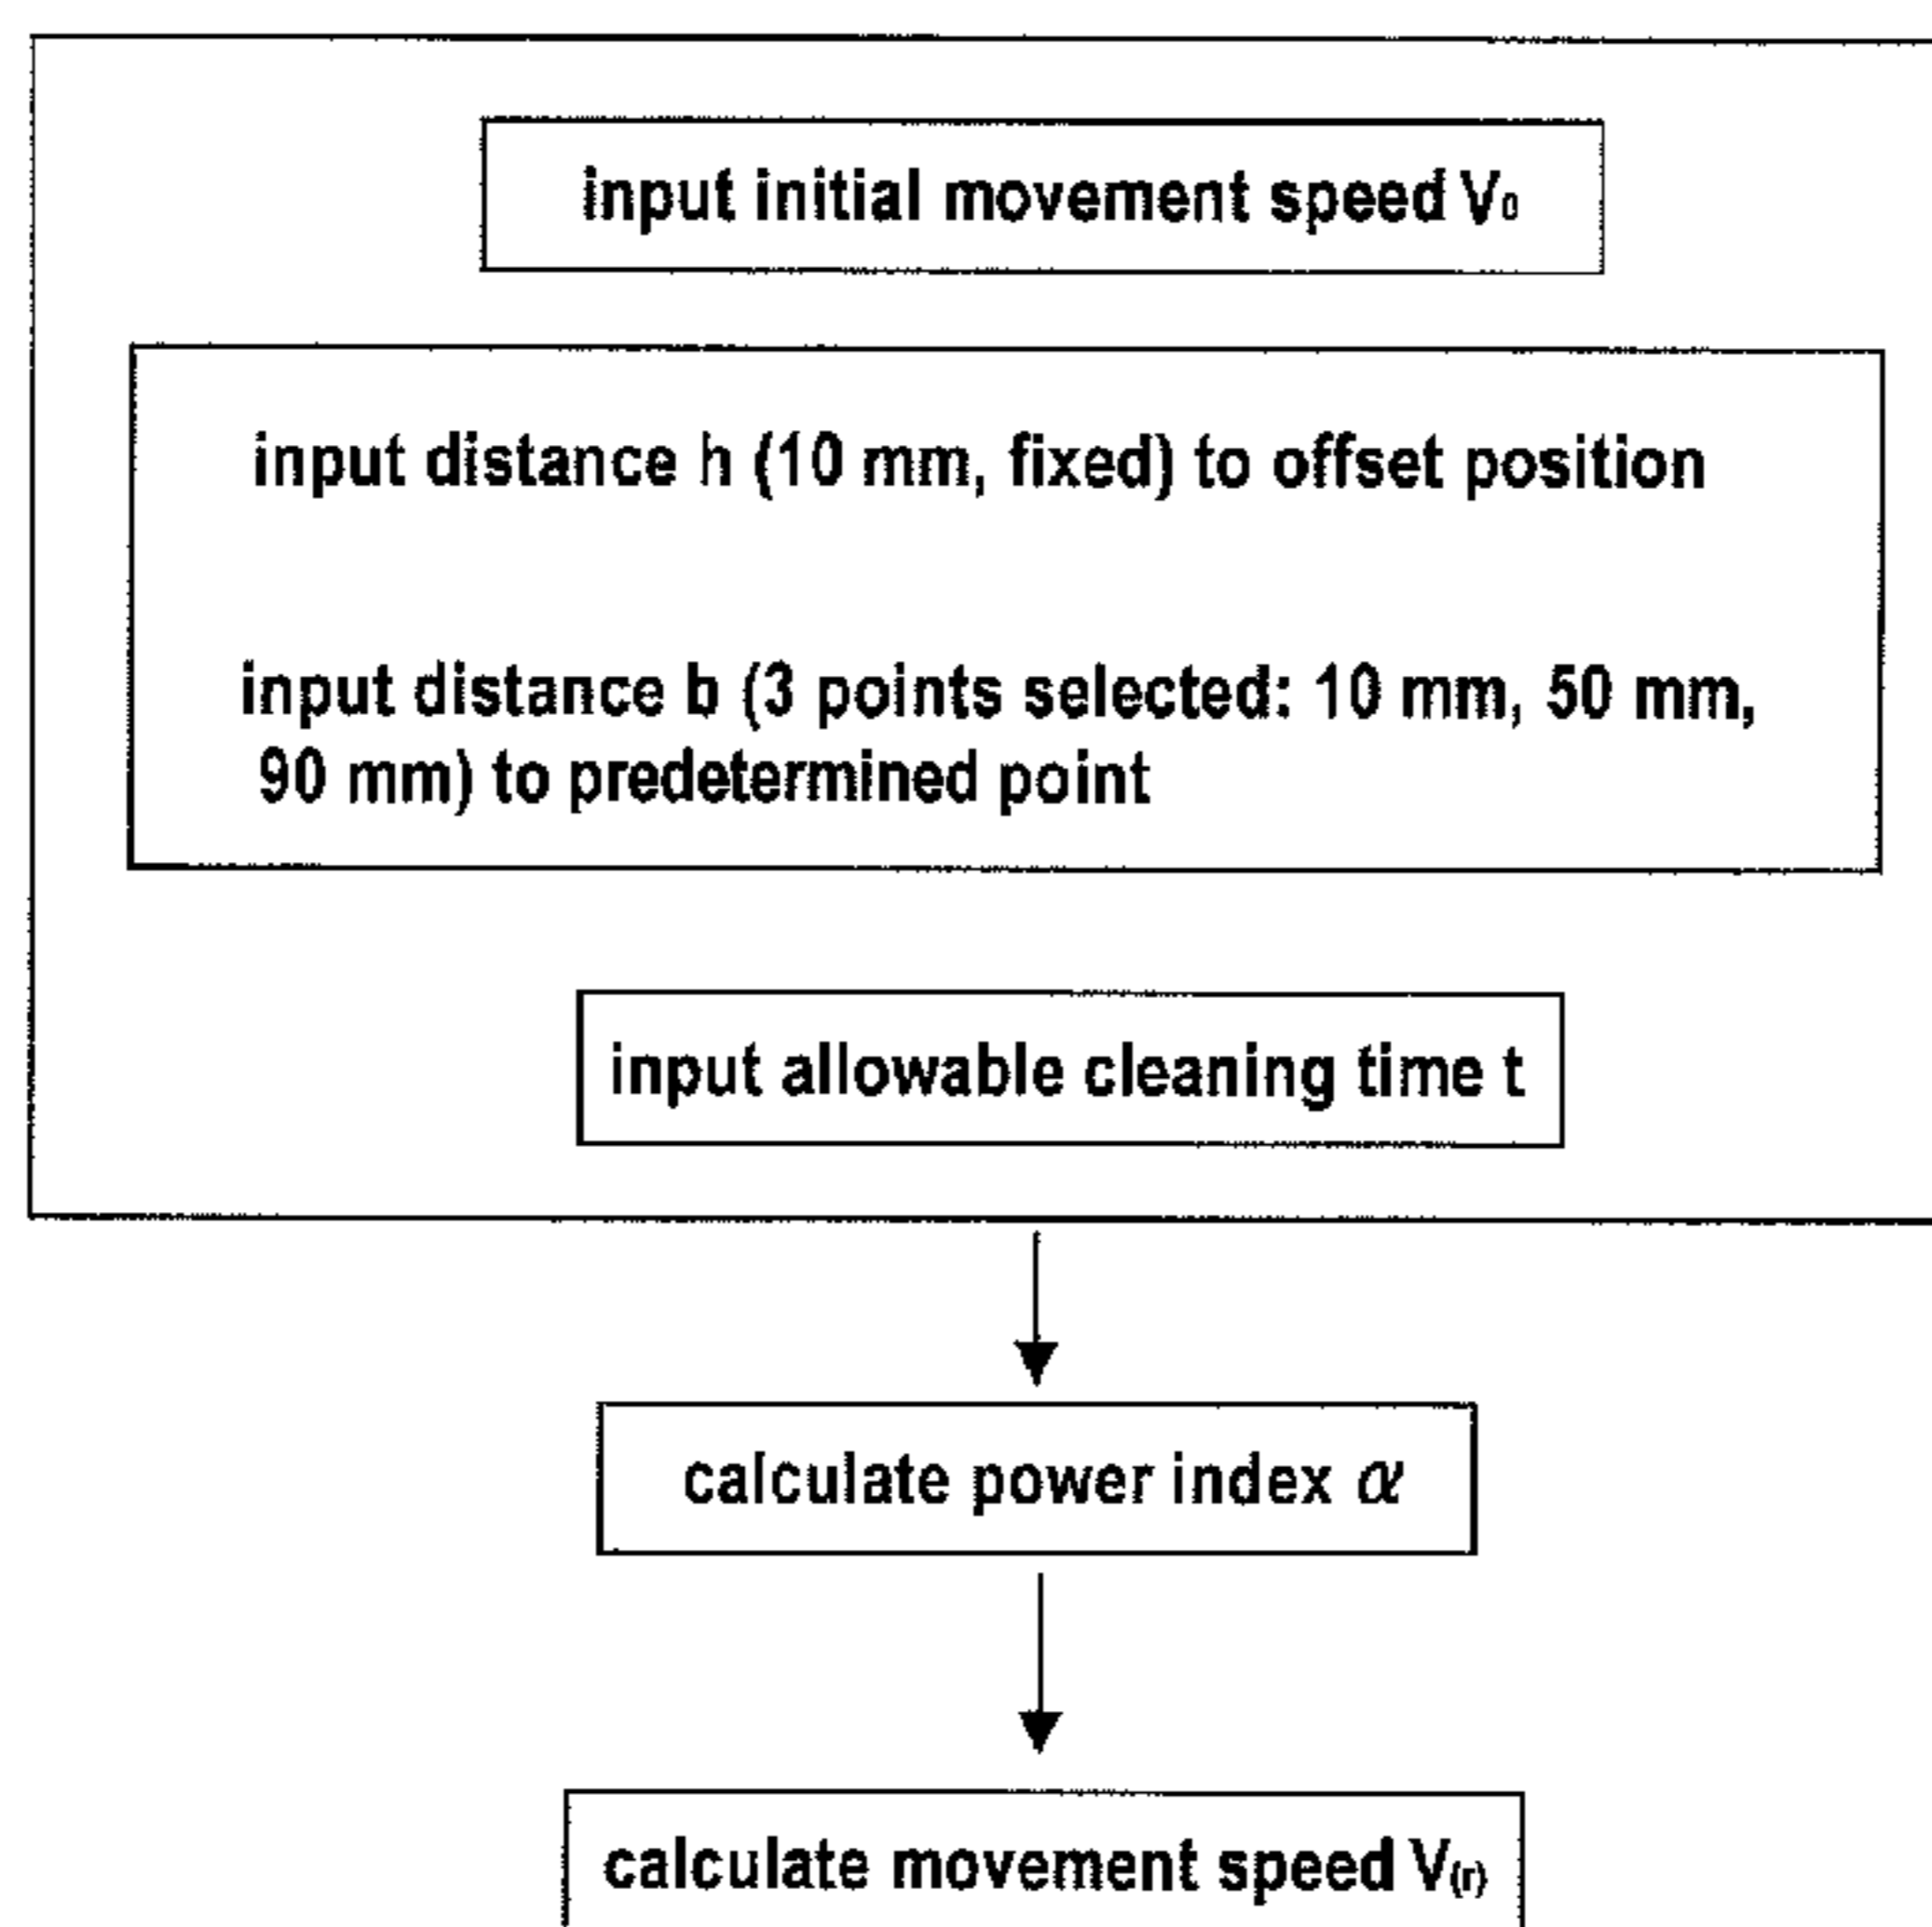 input initial movement speed V₀
input distance h (10 mm, fixed) to offset position
input distance b (3 points selected: 10 mm, 50 mm,
90 mm) to predetermined point
input allowable cleaning time t
calculate power index α
calculate movement speed V₍r₎